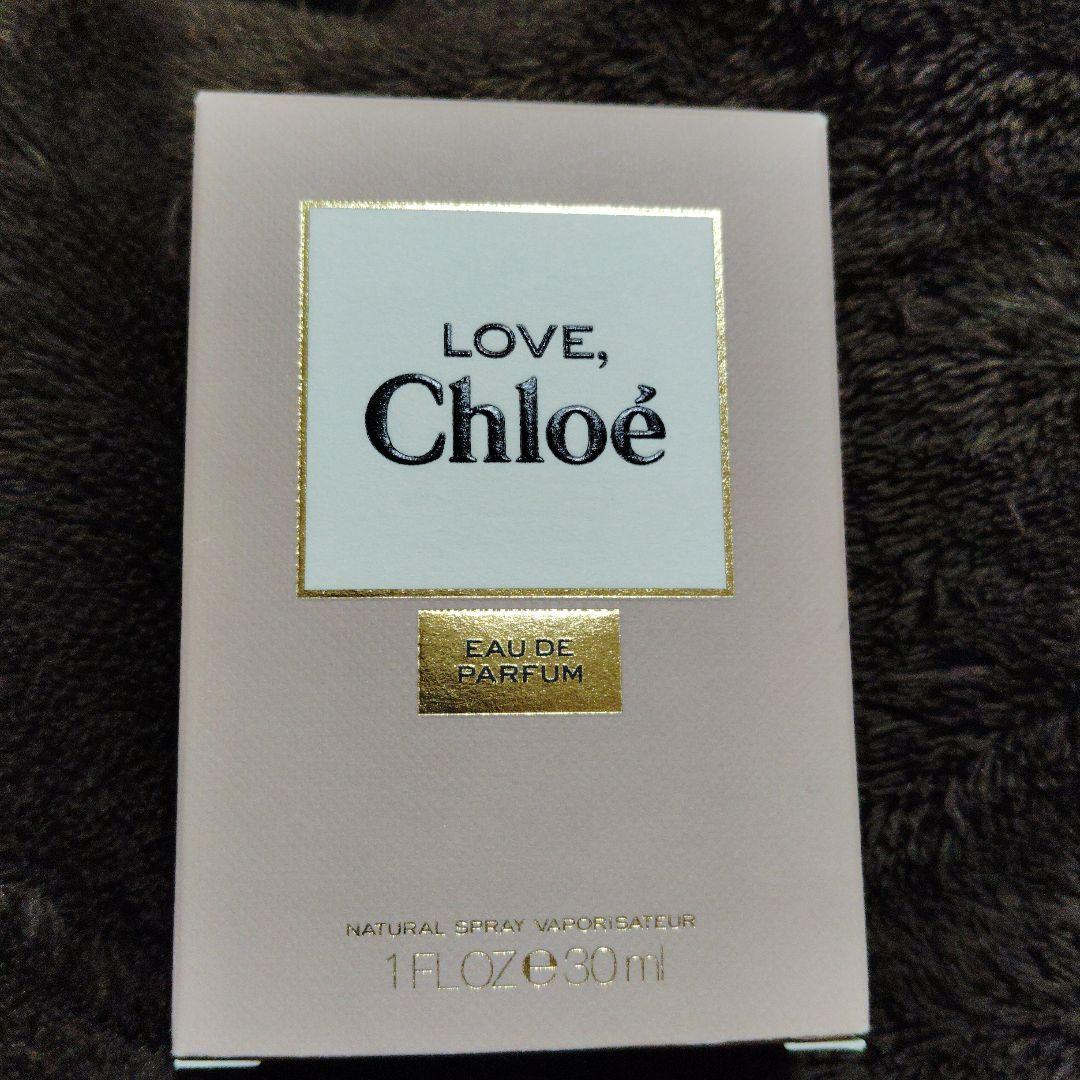 LOVE,
Chloé
EAU DE
PARFUM
NATURAL SPRAY VAPORISATEUR
1 FL OZ ℮ 30 ml